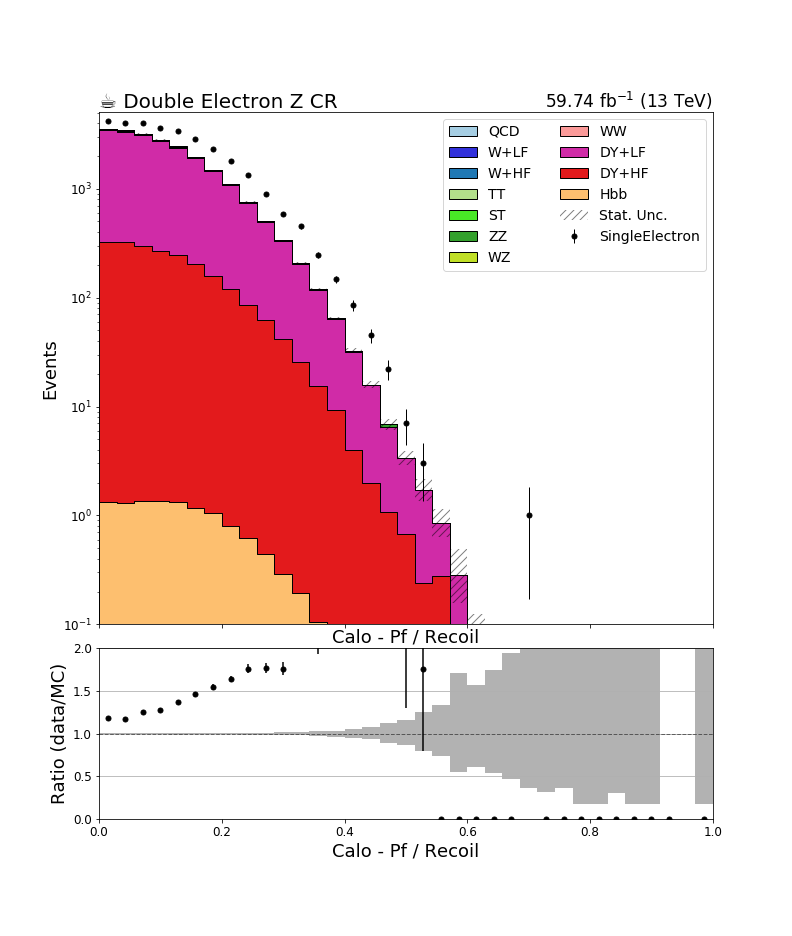 ☕ Double Electron Z CR
59.74 fb⁻¹ (13 TeV)
QCD
W+LF
W+HF
TT
ST
ZZ
WZ
WW
DY+LF
DY+HF
Hbb
Stat. Unc.
SingleElectron
Events
10³
10²
10¹
10⁰
10⁻¹
Calo - Pf / Recoil
Ratio (data/MC)
2.0
1.5
1.0
0.5
0.0
0.0 0.2 0.4 0.6 0.8 1.0
Calo - Pf / Recoil